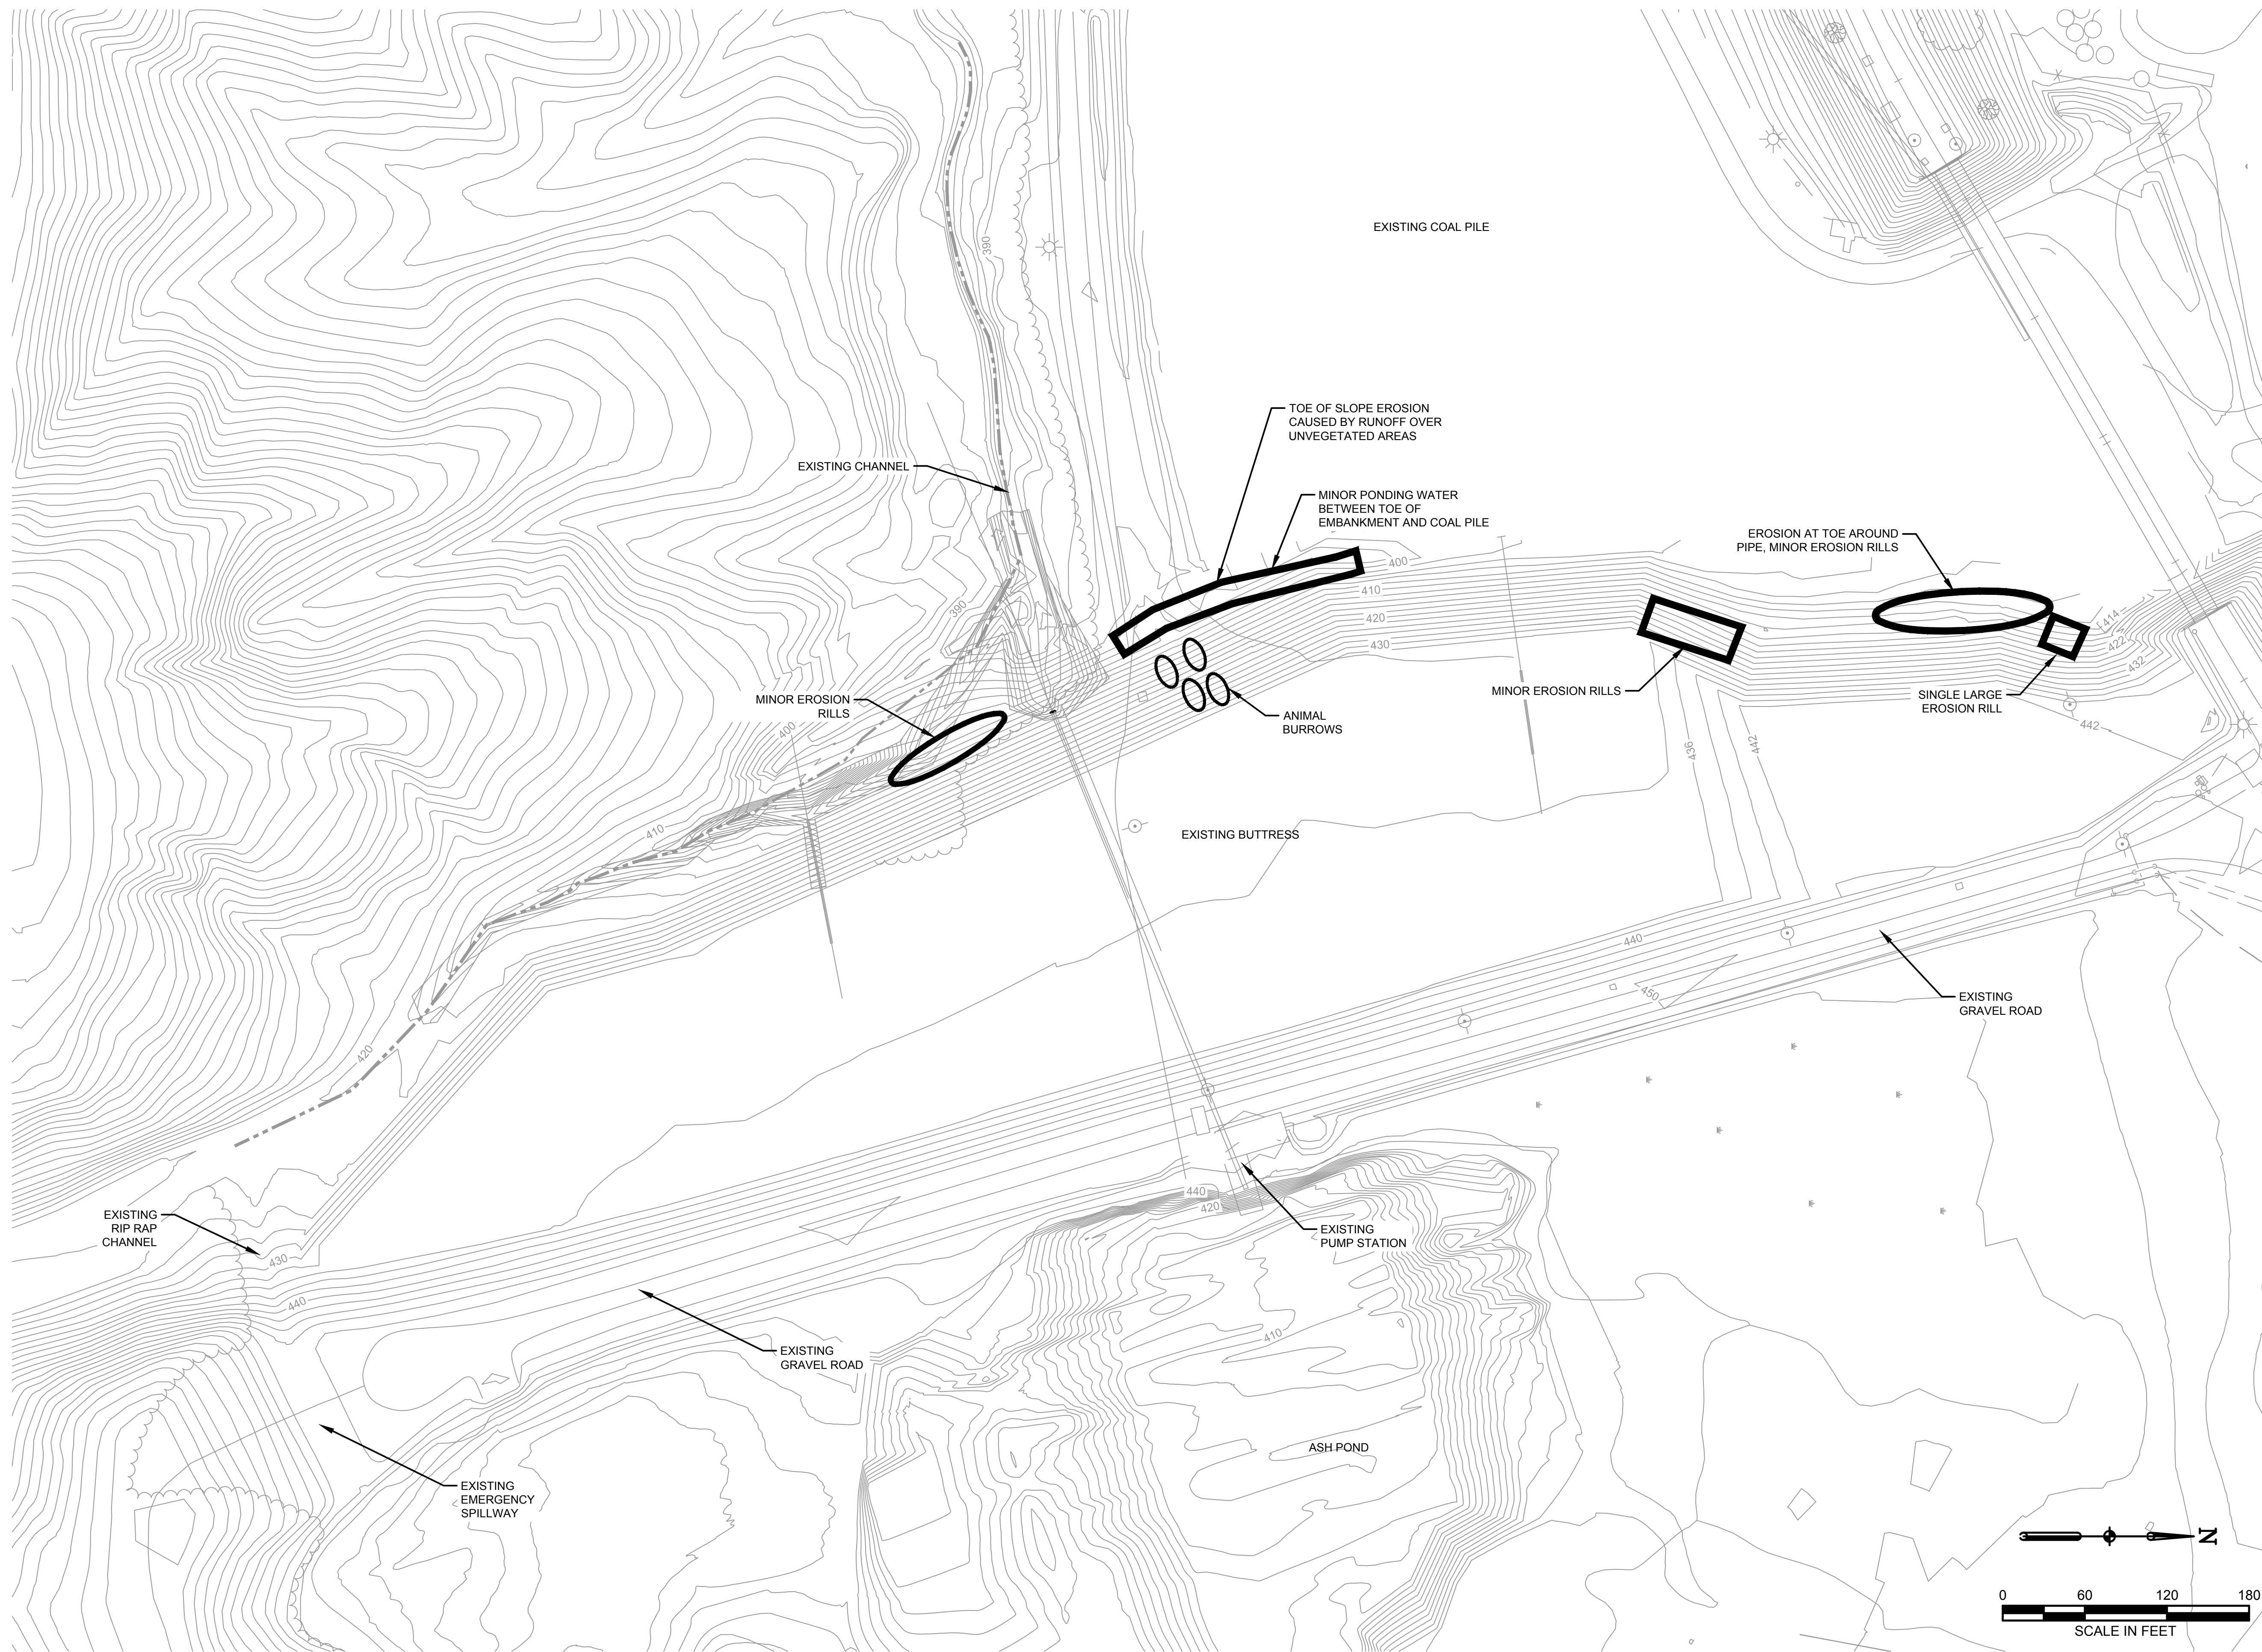 EXISTING COAL PILE
390
TOE OF SLOPE EROSION
CAUSED BY RUNOFF OVER
UNVEGETATED AREAS
EXISTING CHANNEL
MINOR PONDING WATER
BETWEEN TOE OF
EMBANKMENT AND COAL PILE
EROSION AT TOE AROUND
PIPE, MINOR EROSION RILLS
400
410
420
430
390
414
422
432
MINOR EROSION
RILLS
400
ANIMAL
BURROWS
MINOR EROSION RILLS
SINGLE LARGE
EROSION RILL
442
436
442
410
EXISTING BUTTRESS
440
450
EXISTING
GRAVEL ROAD
420
EXISTING
RIP RAP
CHANNEL
430
440
440
420
EXISTING
PUMP STATION
410
EXISTING
GRAVEL ROAD
ASH POND
EXISTING
EMERGENCY
SPILLWAY
N
0 60 120 180
SCALE IN FEET